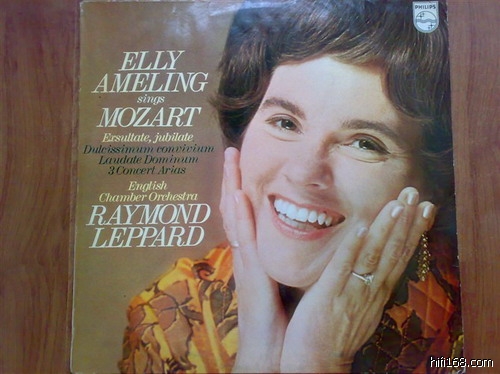 PHILIPS
ELLY
AMELING
sings
MOZART
Exsultate, jubilate
Dulcissimum convivium
Laudate Dominum
3 Concert Arias
English
Chamber Orchestra
RAYMOND
LEPPARD
hifi168.com